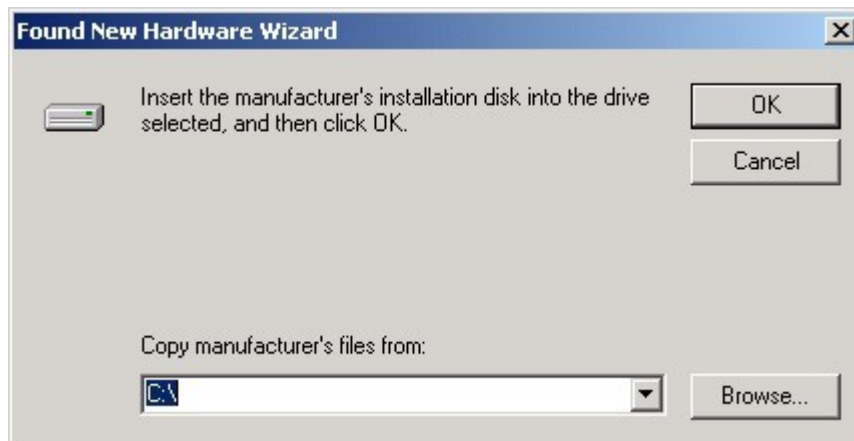 Found New Hardware Wizard
Insert the manufacturer's installation disk into the drive
selected, and then click OK.
OK
Cancel
Copy manufacturer's files from:
C:\
Browse...